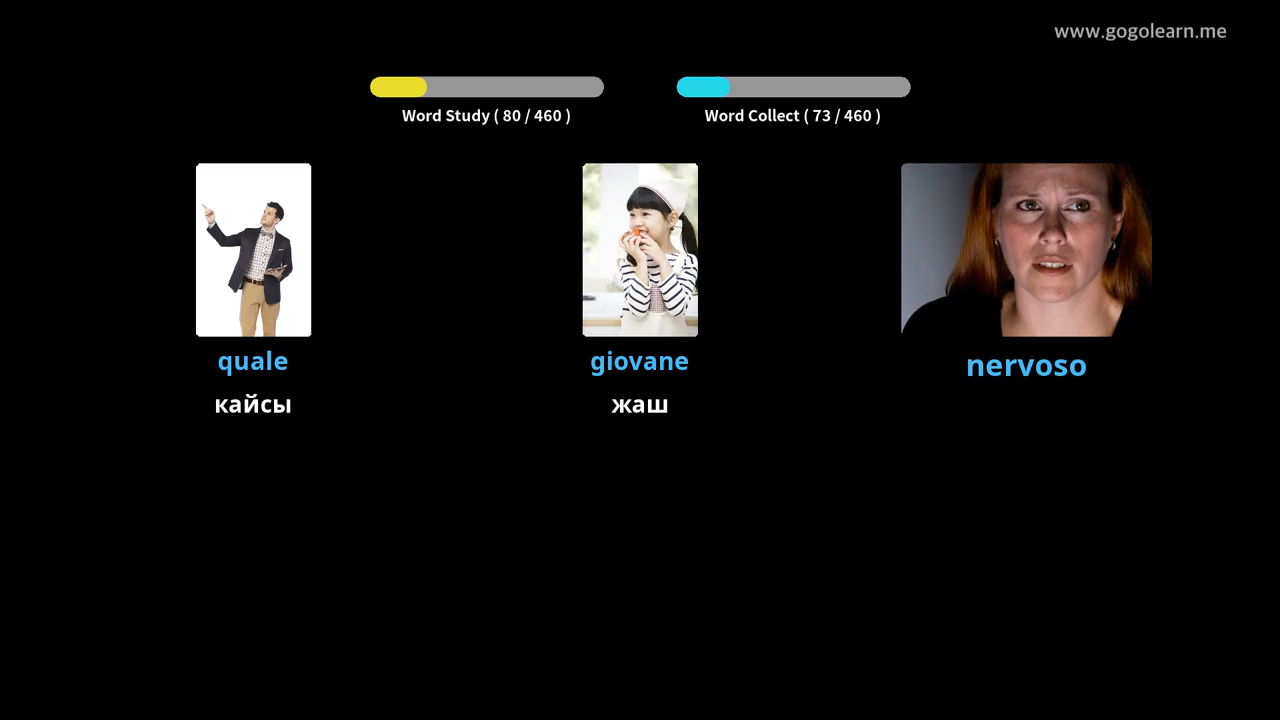 www.gogolearn.me
Word Study ( 80 / 460 )
Word Collect ( 73 / 460 )
quale
giovane
nervoso
кайсы
жаш